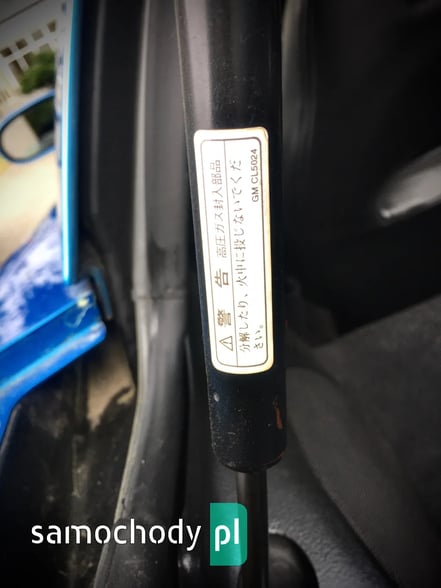 ⚠ 警 告 高圧ガス封入部品
分解したり、火中に投じないでくだ
さい。
GM CL5024
samochody pl